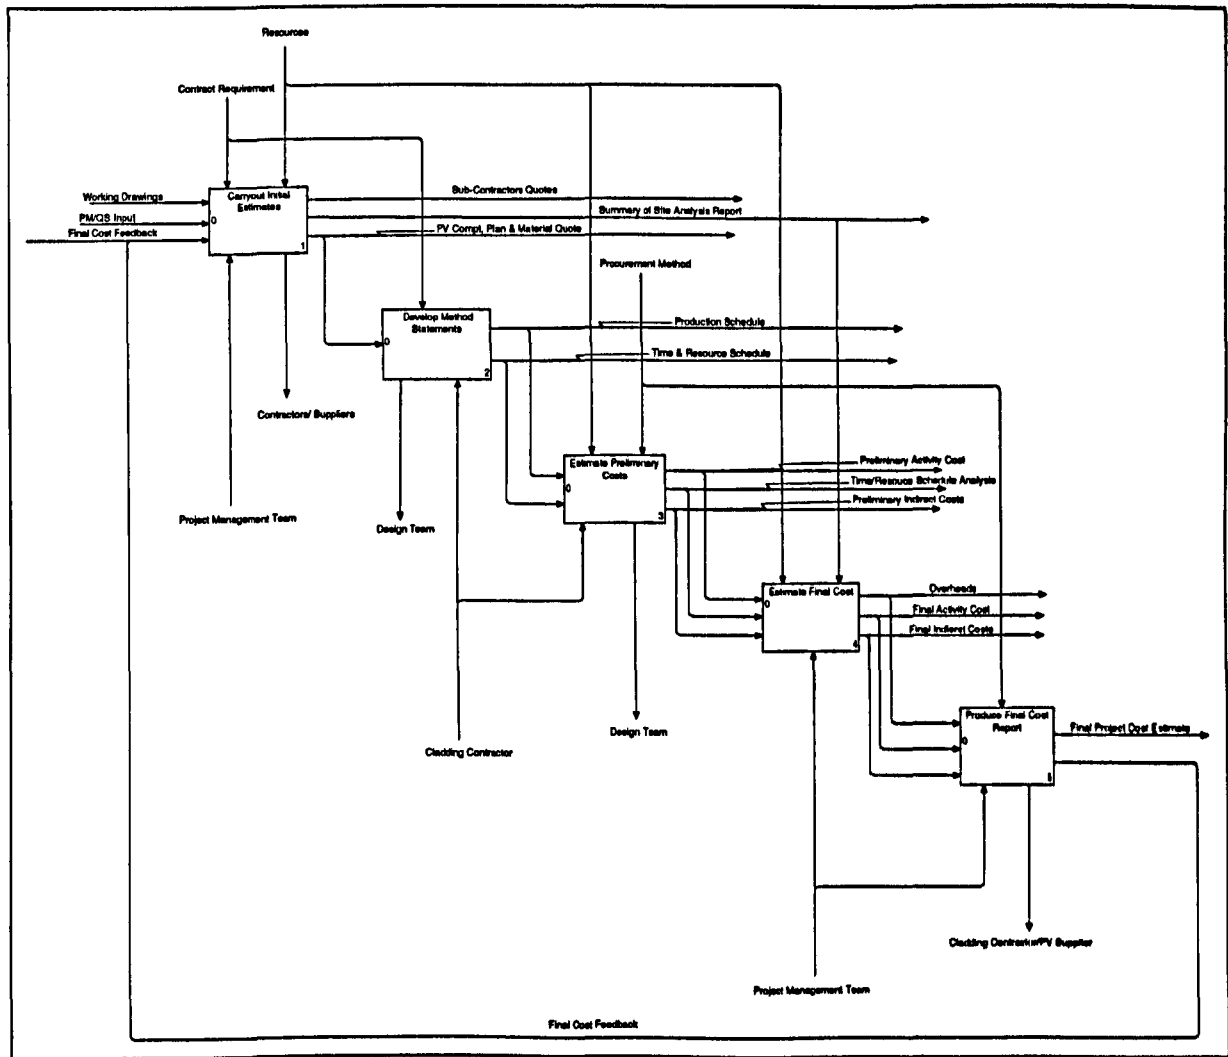 Resources
Contract Requirement
Working Drawings
PM/QS Input
Final Cost Feedback
Carryout Initial
Estimates
0
1
Sub-Contractors Quotes
Summary of Site Analysis Report
PV Compt, Plan & Material Quote
Procurement Method
Develop Method
Statements
0
2
Production Schedule
Time & Resource Schedule
Contractors/ Suppliers
Project Management Team
Design Team
Estimate Preliminary
Costs
0
3
Preliminary Activity Cost
Time/Resouce Schedule Analysis
Preliminary Indirect Costs
Estimate Final Cost
0
4
Overheads
Final Activity Cost
Final Indirect Costs
Cladding Contractor
Design Team
Produce Final Cost
Report
0
5
Final Project Cost Estimate
Cladding Contractor/PV Supplier
Project Management Team
Final Cost Feedback